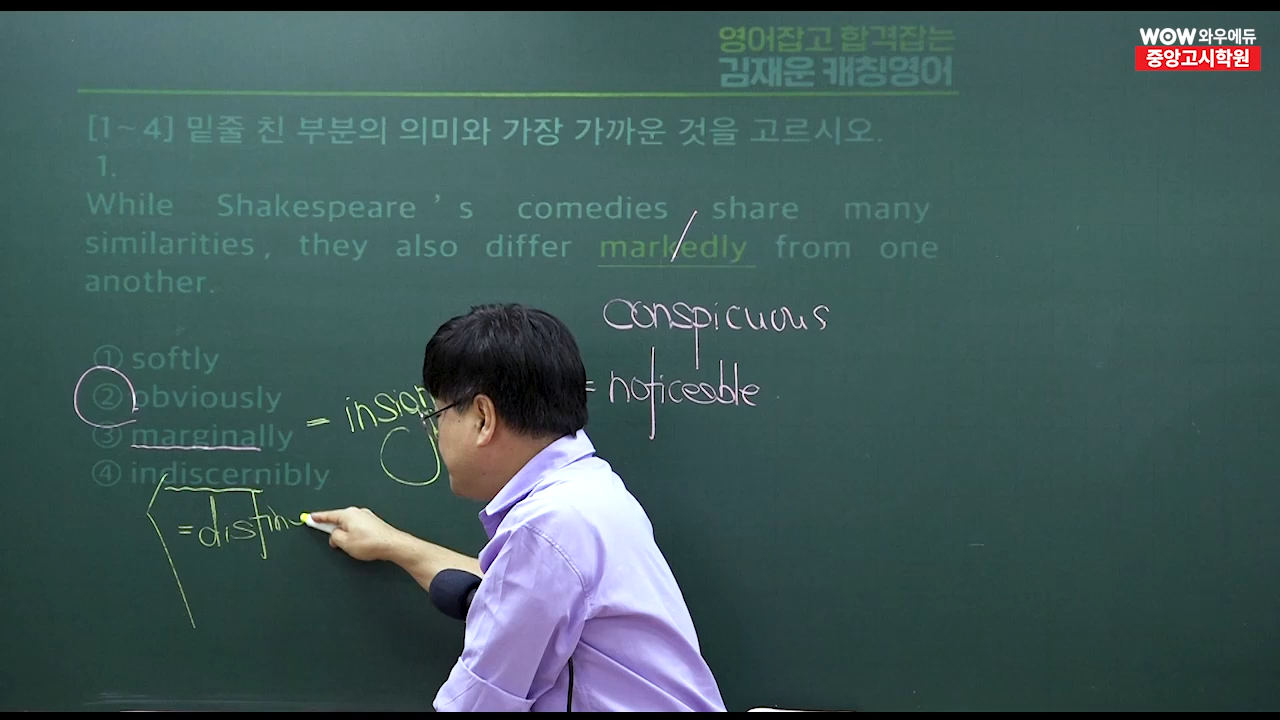 WOW 와우에듀
중앙고시학원
영어잡고 합격잡는
김재운 캐칭영어
[1~4] 밑줄 친 부분의 의미와 가장 가까운 것을 고르시오.
1.
While Shakespeare's comedies share many
similarities, they also differ markedly from one
another.
conspicuous
= noticeable
① softly
② obviously
③ marginally
④ indiscernibly